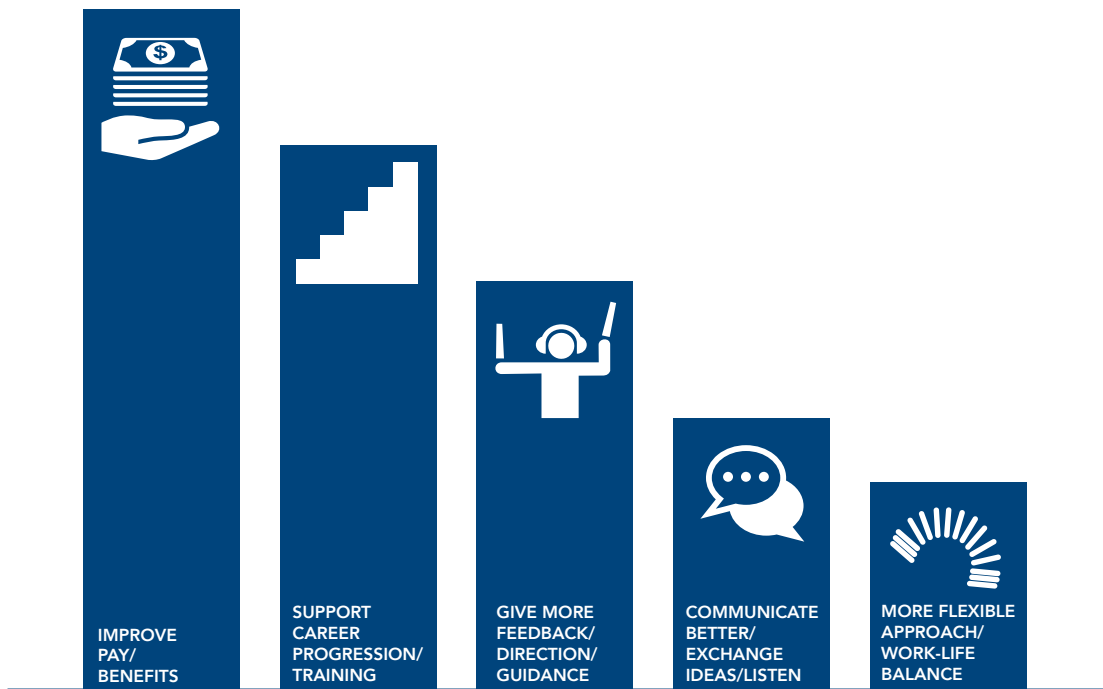 $
IMPROVE
PAY/
BENEFITS
SUPPORT
CAREER
PROGRESSION/
TRAINING
GIVE MORE
FEEDBACK/
DIRECTION/
GUIDANCE
COMMUNICATE
BETTER/
EXCHANGE
IDEAS/LISTEN
MORE FLEXIBLE
APPROACH/
WORK-LIFE
BALANCE